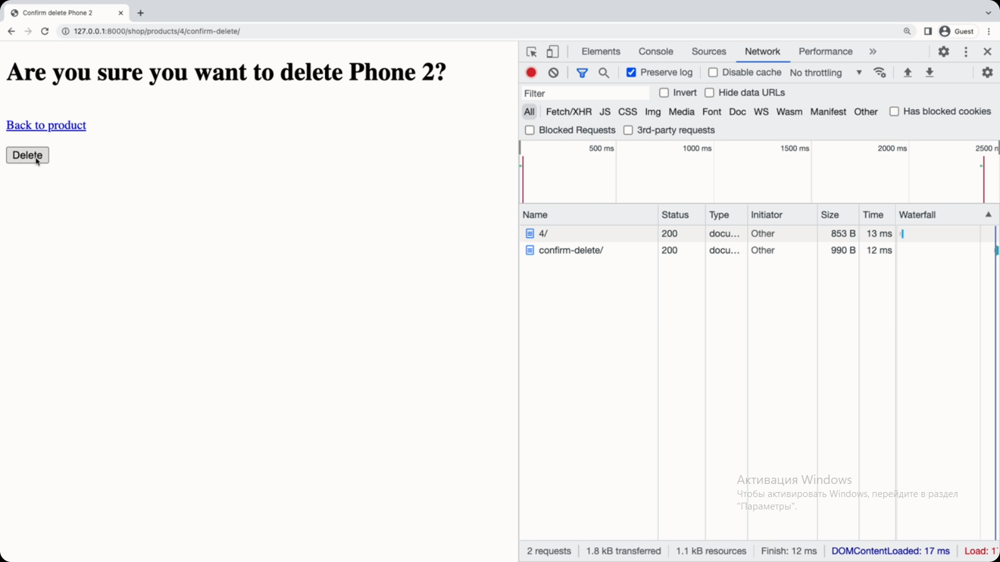 Confirm delete Phone 2
127.0.0.1:8000/shop/products/4/confirm-delete/
Guest
Are you sure you want to delete Phone 2?
Back to product
Delete
Elements Console Sources Network Performance
Preserve log Disable cache No throttling
Filter Invert Hide data URLs
All Fetch/XHR JS CSS Img Media Font Doc WS Wasm Manifest Other Has blocked cookies
Blocked Requests 3rd-party requests
500 ms 1000 ms 1500 ms 2000 ms 2500
Name Status Type Initiator Size Time Waterfall
4/ 200 docu... Other 853 B 13 ms
confirm-delete/ 200 docu... Other 990 B 12 ms
Активация Windows
Чтобы активировать Windows, перейдите в раздел
"Параметры".
2 requests 1.8 kB transferred 1.1 kB resources Finish: 12 ms DOMContentLoaded: 17 ms Load: